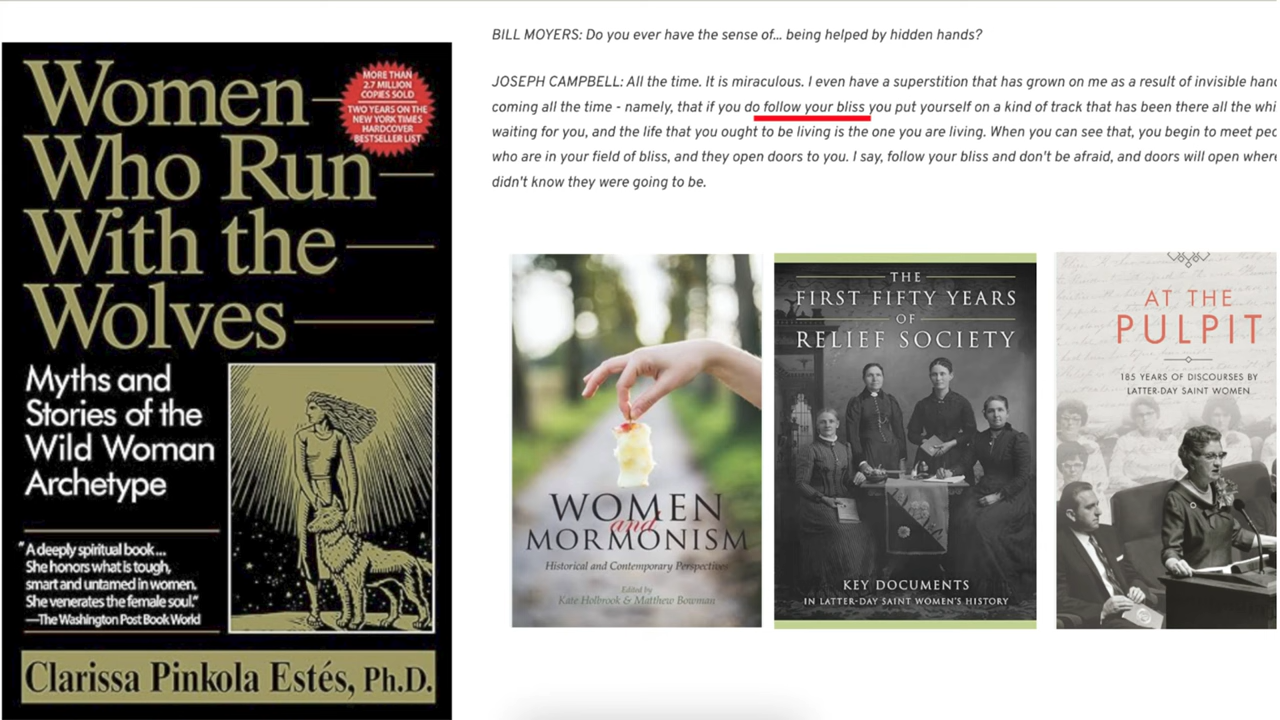 Women
Who Run
With the
Wolves
MORE THAN
2.7 MILLION
COPIES SOLD
TWO YEARS ON THE
NEW YORK TIMES
HARDCOVER
BESTSELLER LIST
Myths and
Stories of the
Wild Woman
Archetype
"A deeply spiritual book...
She honors what is tough,
smart and untamed in women.
She venerates the female soul."
—The Washington Post Book World
Clarissa Pinkola Estés, Ph.D.
BILL MOYERS: Do you ever have the sense of... being helped by hidden hands?
JOSEPH CAMPBELL: All the time. It is miraculous. I even have a superstition that has grown on me as a result of invisible hand
coming all the time - namely, that if you do follow your bliss you put yourself on a kind of track that has been there all the whi
waiting for you, and the life that you ought to be living is the one you are living. When you can see that, you begin to meet peo
who are in your field of bliss, and they open doors to you. I say, follow your bliss and don't be afraid, and doors will open where
didn't know they were going to be.
WOMEN
and
MORMONISM
Historical and Contemporary Perspectives
Edited by
Kate Holbrook & Matthew Bowman
THE
FIRST FIFTY YEARS
OF
RELIEF SOCIETY
KEY DOCUMENTS
IN LATTER-DAY SAINT WOMEN'S HISTORY
AT THE
PULPIT
185 YEARS OF DISCOURSES BY
LATTER-DAY SAINT WOMEN